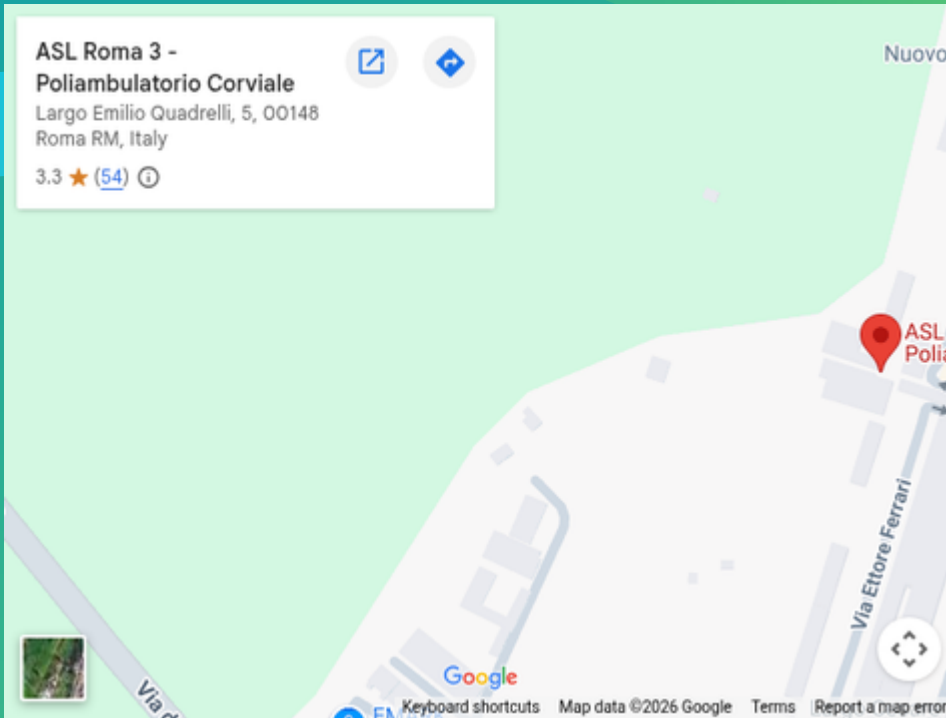 ASL Roma 3 -
Poliambulatorio Corviale
Largo Emilio Quadrelli, 5, 00148
Roma RM, Italy
3.3 ★ (54)
Nuovo
ASL
Polia
Via Ettore Ferrari
Via d
Google
Keyboard shortcuts Map data ©2026 Google Terms Report a map error